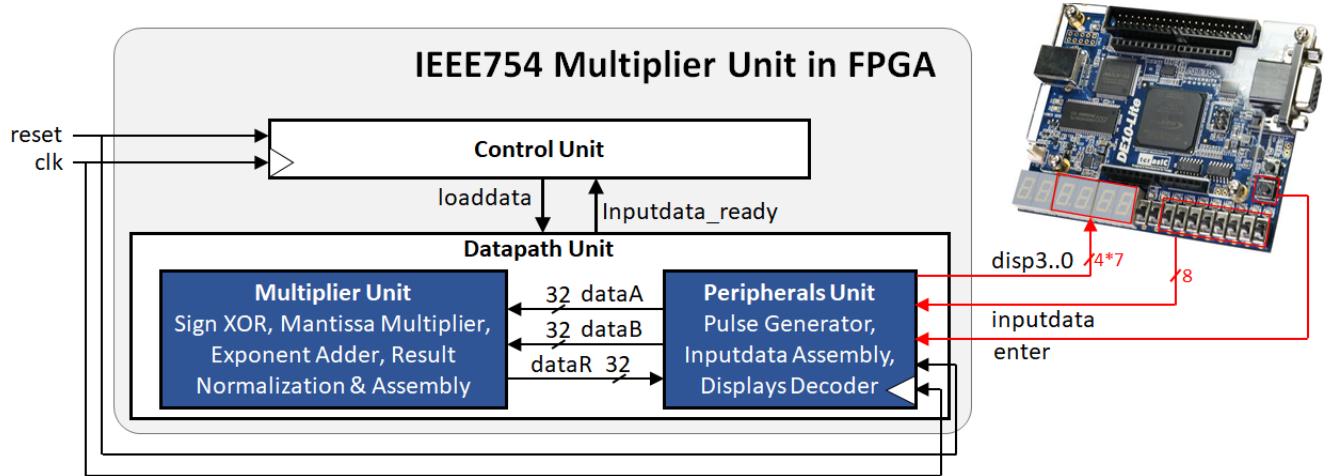 IEEE754 Multiplier Unit in FPGA
reset
clk
Control Unit
loaddata
Inputdata_ready
Datapath Unit
Multiplier Unit
Sign XOR, Mantissa Multiplier,
Exponent Adder, Result
Normalization & Assembly
32 dataA
32 dataB
dataR 32
Peripherals Unit
Pulse Generator,
Inputdata Assembly,
Displays Decoder
disp3..0
4*7
8
inputdata
enter
DE10-Lite
terasic